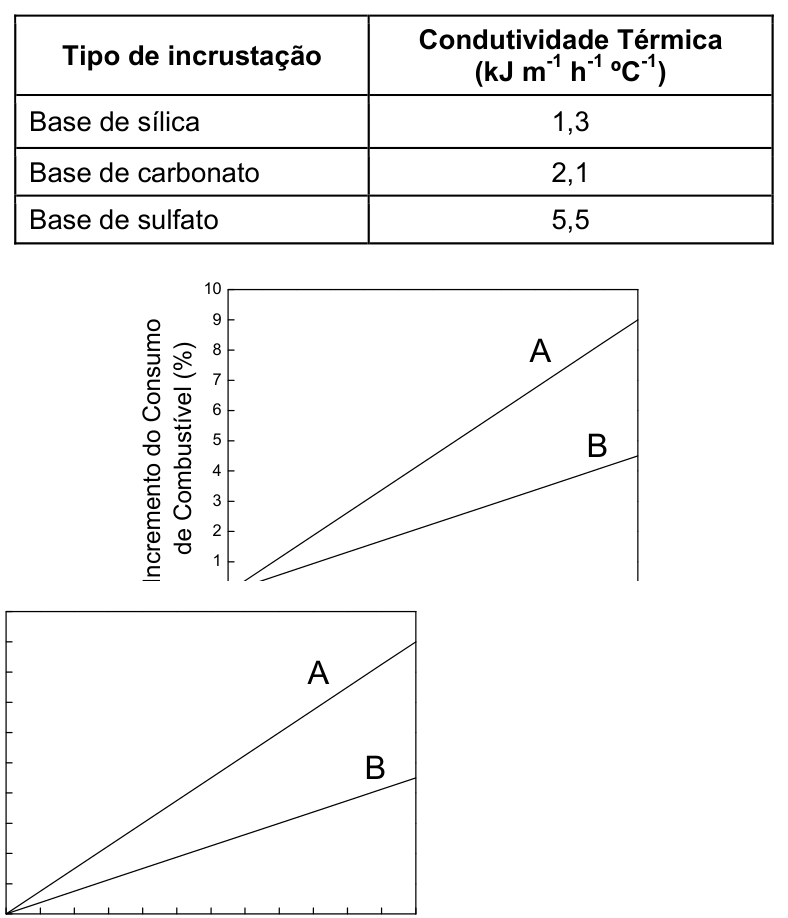 Tipo de incrustação
Condutividade Térmica
(kJ m⁻¹ h⁻¹ ºC⁻¹)
Base de sílica
1,3
Base de carbonato
2,1
Base de sulfato
5,5
Incremento do Consumo
de Combustível (%)
10
9
8
7
6
5
4
3
2
1
A
B
A
B